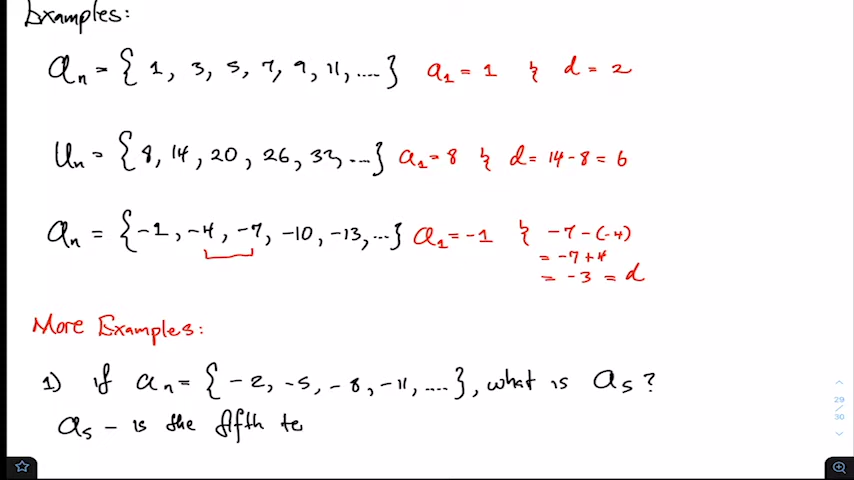 Examples:
aₙ = { 1, 3, 5, 7, 9, 11, .... } a₁ = 1 & d = 2
Uₙ = { 8, 14, 20, 26, 32, ... } a₁ = 8 & d = 14 - 8 = 6
aₙ = { -1, -4, -7, -10, -13, ... } a₁ = -1 & -7 - (-4)
= -7 + 4
= -3 = d
More Examples:
1) if aₙ = { -2, -5, -8, -11, .... }, what is a₅ ?
a₅ - is the fifth te
29
/
30